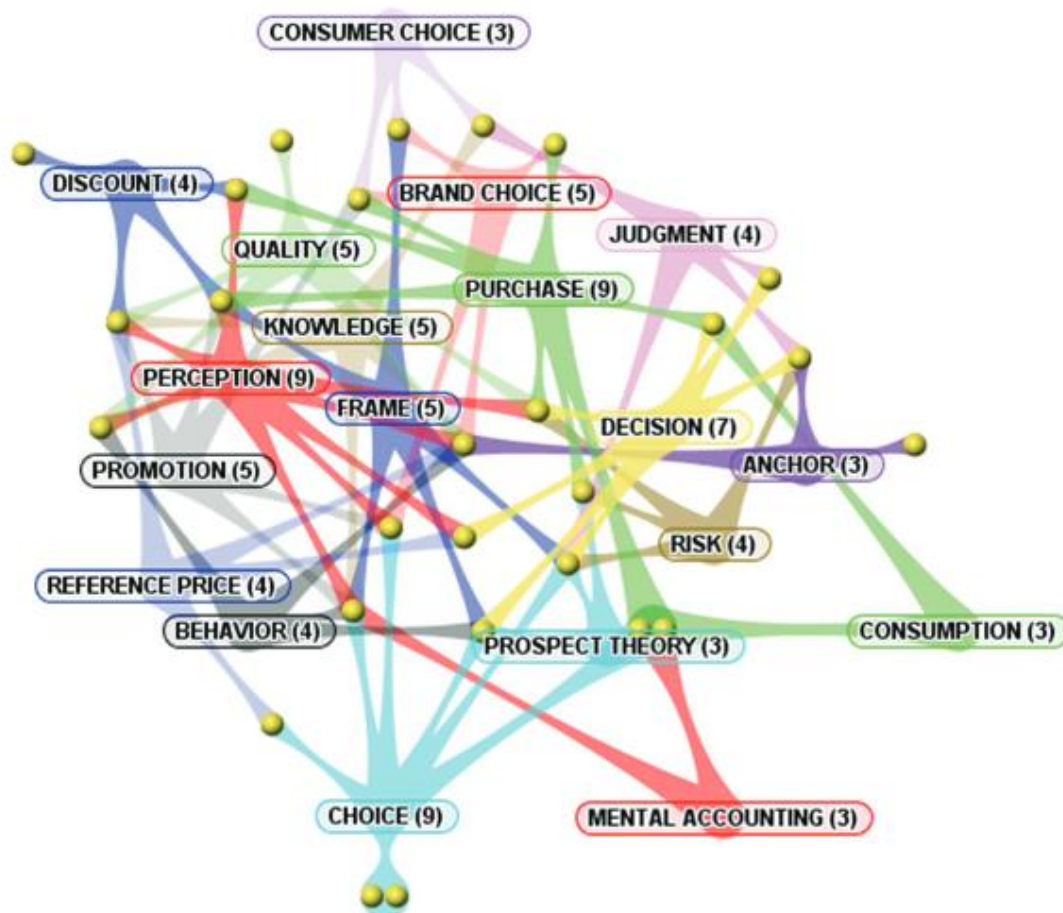 CONSUMER CHOICE (3)
DISCOUNT (4)
BRAND CHOICE (5)
JUDGMENT (4)
QUALITY (5)
PURCHASE (9)
KNOWLEDGE (5)
PERCEPTION (9)
FRAME (5)
DECISION (7)
PROMOTION (5)
ANCHOR (3)
RISK (4)
REFERENCE PRICE (4)
BEHAVIOR (4)
PROSPECT THEORY (3)
CONSUMPTION (3)
CHOICE (9)
MENTAL ACCOUNTING (3)